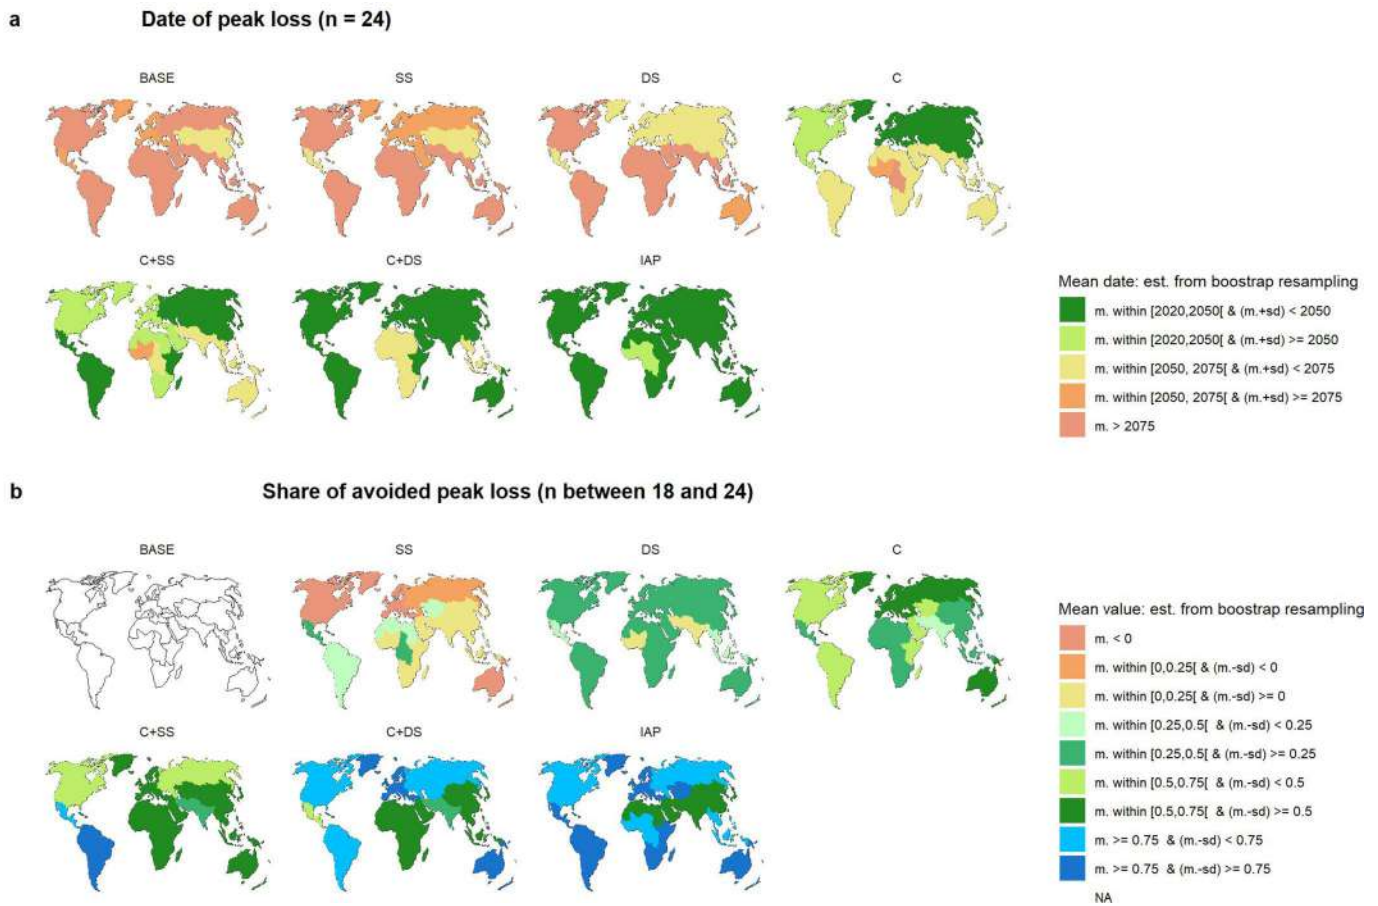 a Date of peak loss (n = 24)
BASE SS DS C
C+SS C+DS IAP
Mean date: est. from boostrap resampling
m. within [2020,2050[ & (m.+sd) < 2050
m. within [2020,2050[ & (m.+sd) >= 2050
m. within [2050, 2075[ & (m.+sd) < 2075
m. within [2050, 2075[ & (m.+sd) >= 2075
m. > 2075
b Share of avoided peak loss (n between 18 and 24)
BASE SS DS C
C+SS C+DS IAP
Mean value: est. from boostrap resampling
m. < 0
m. within [0,0.25[ & (m.-sd) < 0
m. within [0,0.25[ & (m.-sd) >= 0
m. within [0.25,0.5[ & (m.-sd) < 0.25
m. within [0.25,0.5[ & (m.-sd) >= 0.25
m. within [0.5,0.75[ & (m.-sd) < 0.5
m. within [0.5,0.75[ & (m.-sd) >= 0.5
m. >= 0.75 & (m.-sd) < 0.75
m. >= 0.75 & (m.-sd) >= 0.75
NA